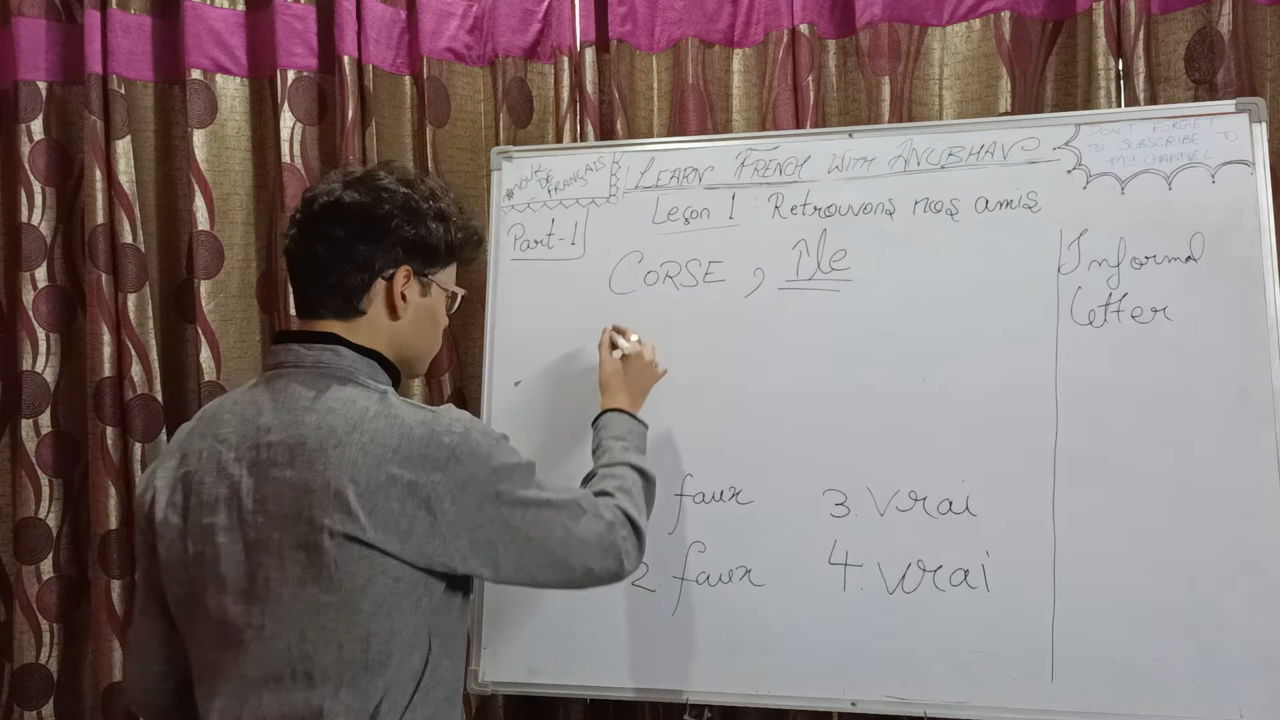 AMOUR DE FRANÇAIS
LEARN FRENCH WITH ANUBHAV
DON'T FORGET
TO SUBSCRIBE TO
MY CHANNEL
Leçon 1 : Retrouvons nos amis
Part-1
CORSE, île
Informal
letter
faux
2. faux
3. Vrai
4. vrai